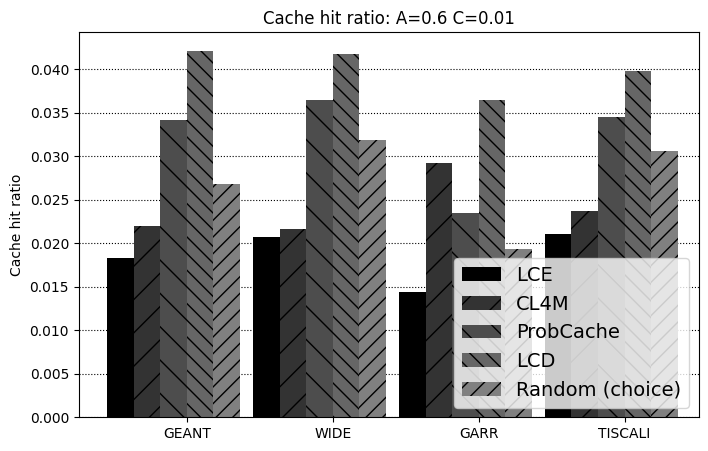 Cache hit ratio: A=0.6 C=0.01
Cache hit ratio
0.040
0.035
0.030
0.025
0.020
0.015
0.010
0.005
0.000
GEANT
WIDE
GARR
TISCALI
LCE
CL4M
ProbCache
LCD
Random (choice)